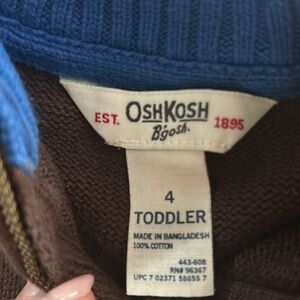 EST. OSHKOSH 1895
B'gosh.
4
TODDLER
MADE IN BANGLADESH
100% COTTON
443-608
RN# 96367
UPC 7 02371 58655 7